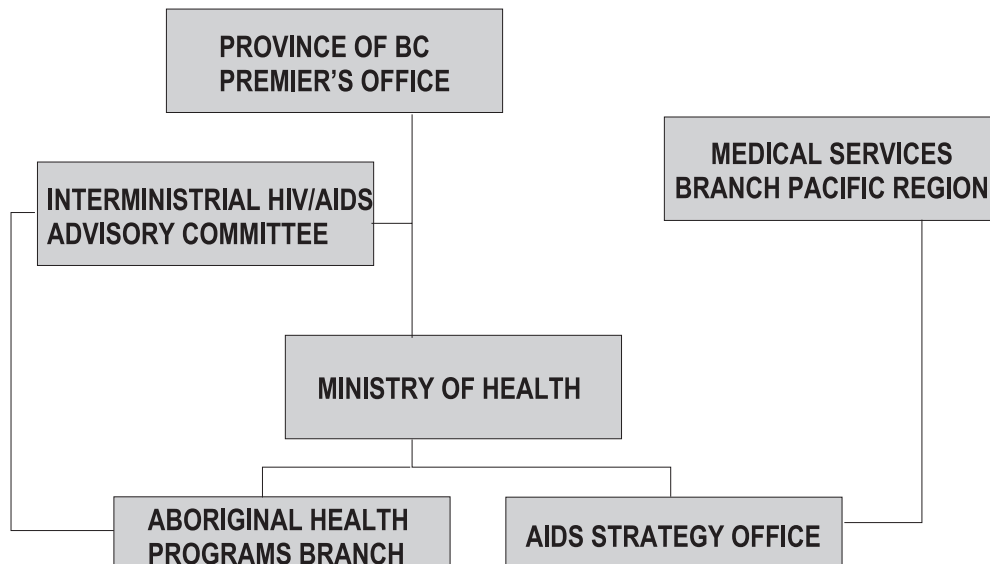 PROVINCE OF BC
PREMIER’S OFFICE
MEDICAL SERVICES
BRANCH PACIFIC REGION
INTERMINISTRIAL HIV/AIDS
ADVISORY COMMITTEE
MINISTRY OF HEALTH
ABORIGINAL HEALTH
PROGRAMS BRANCH
AIDS STRATEGY OFFICE